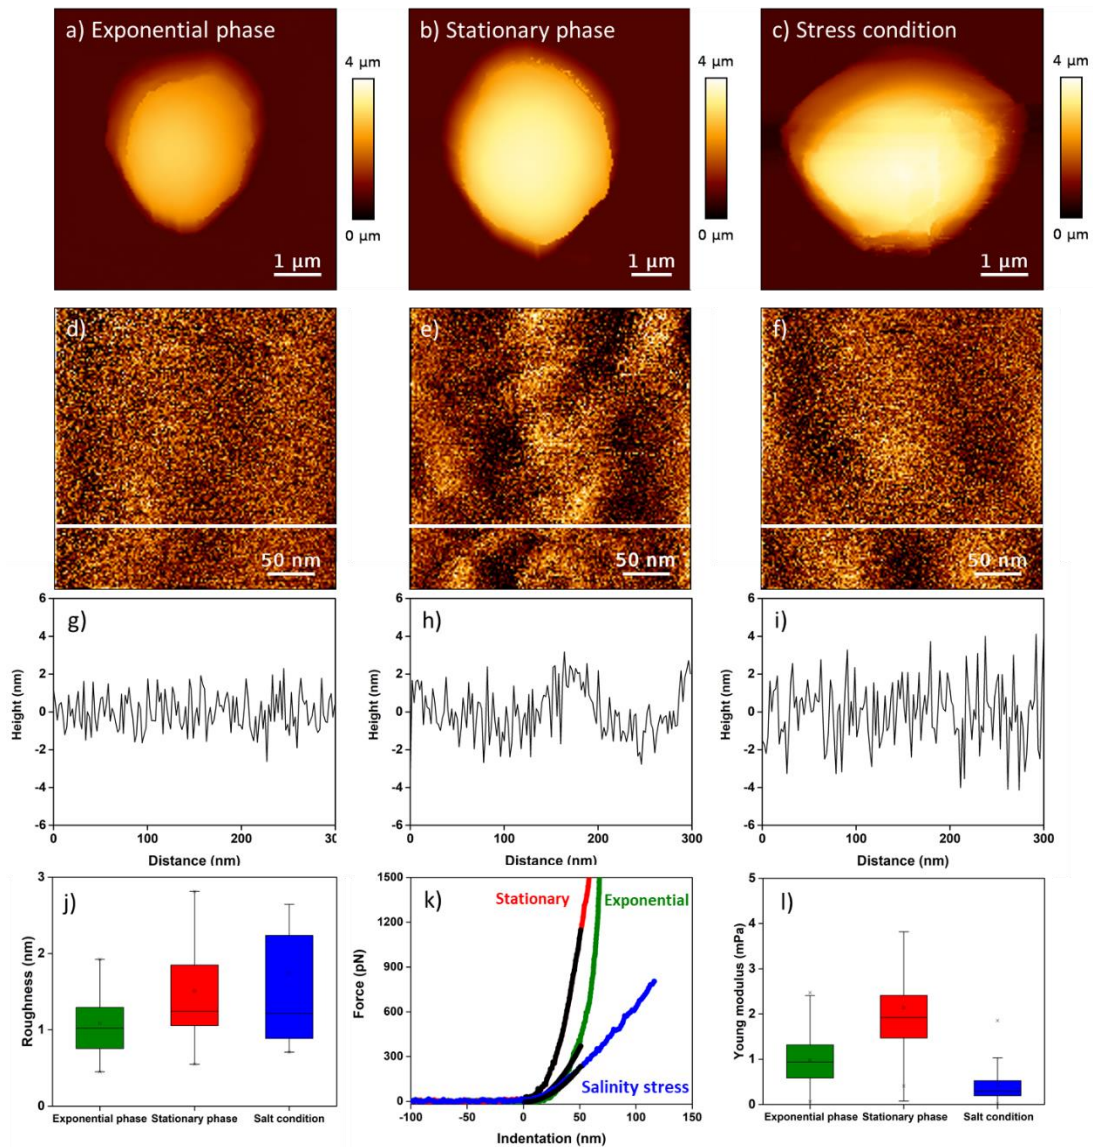 a) Exponential phase
4 μm
0 μm
1 μm
b) Stationary phase
4 μm
0 μm
1 μm
c) Stress condition
4 μm
0 μm
1 μm
d)
50 nm
e)
50 nm
f)
50 nm
g)
Height (nm)
6
4
2
0
-2
-4
-6
0
100
200
300
Distance (nm)
h)
Height (nm)
6
4
2
0
-2
-4
-6
0
100
200
300
Distance (nm)
i)
Height (nm)
6
4
2
0
-2
-4
-6
0
100
200
300
Distance (nm)
j)
Roughness (nm)
3
2
1
0
Exponential phase
Stationary phase
Salt condition
k)
Stationary
Exponential
Salinity stress
Force (pN)
1500
1200
900
600
300
0
-100
-50
0
50
100
150
Indentation (nm)
l)
Young modulus (mPa)
5
4
3
2
1
0
Exponential phase
Stationary phase
Salt condition